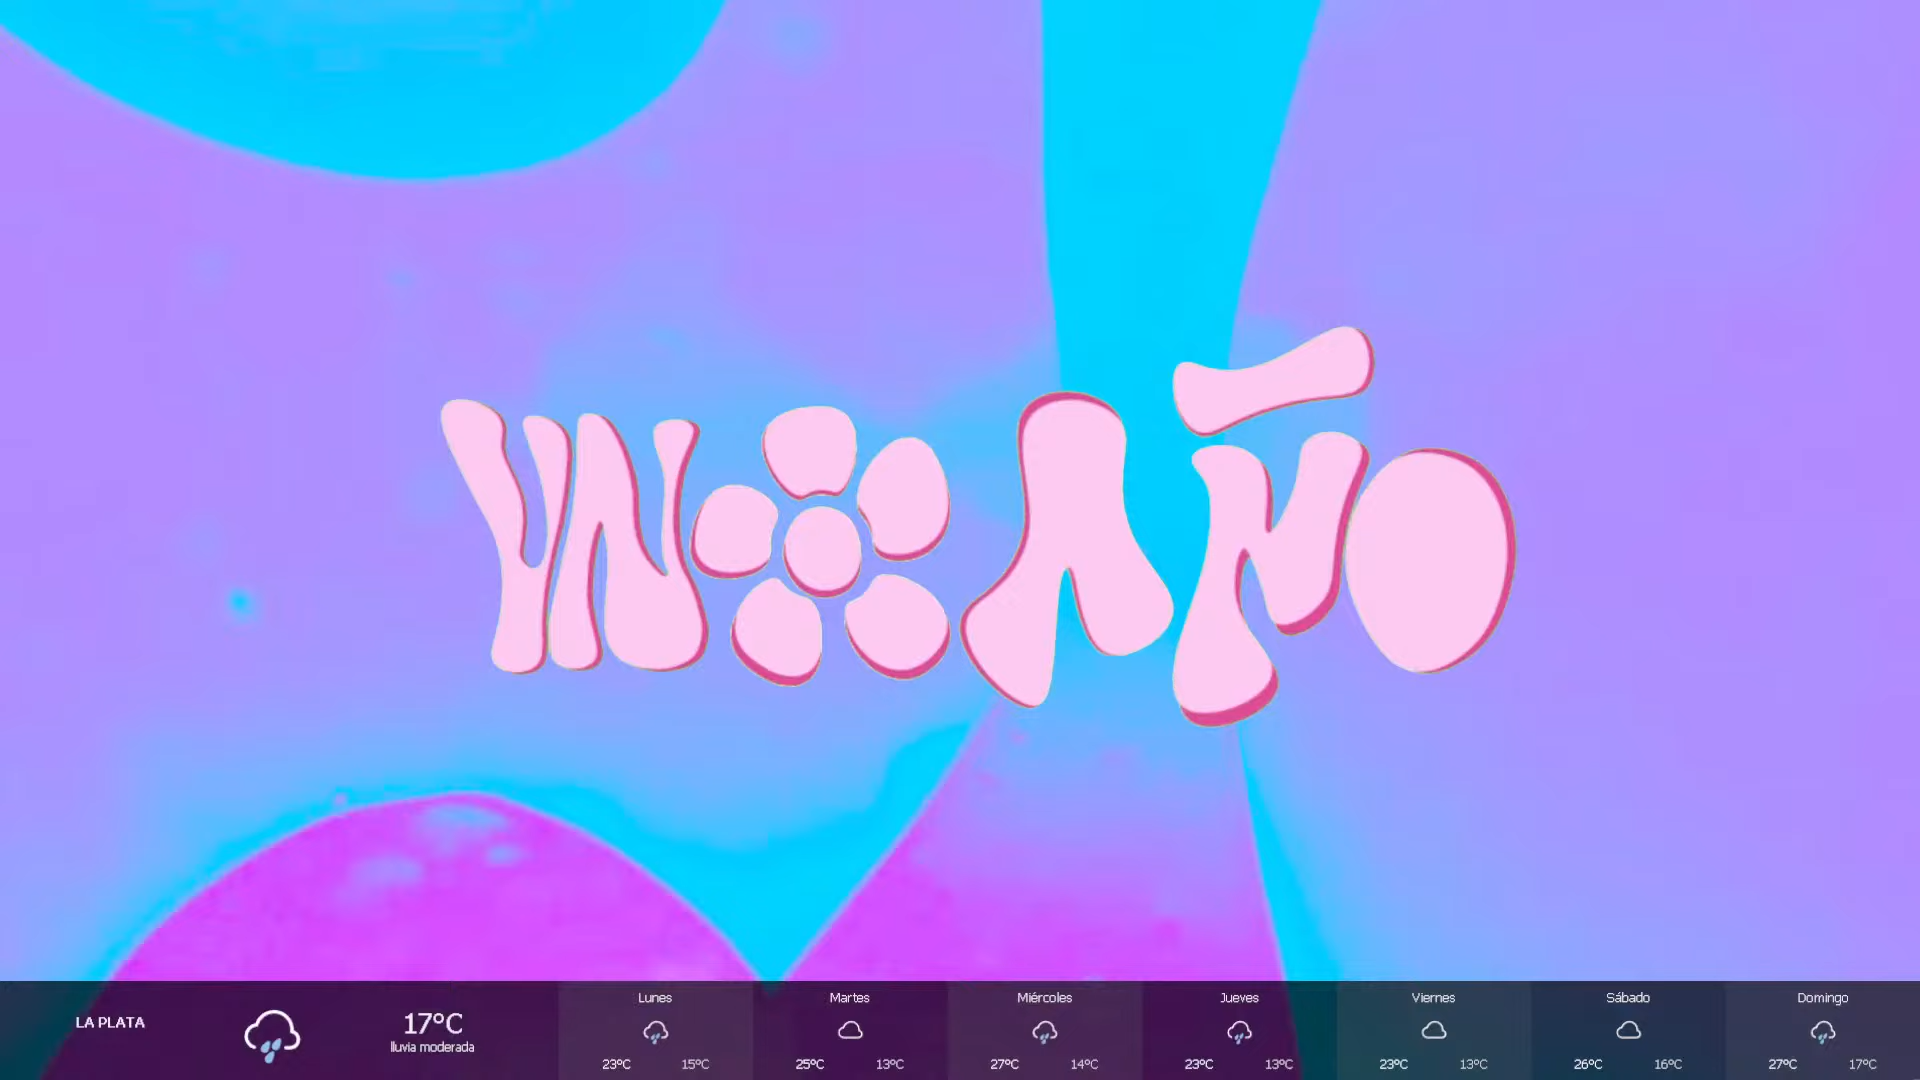 UN AÑO
LA PLATA
17°C
lluvia moderada
Lunes
23°C 15°C
Martes
25°C 13°C
Miércoles
27°C 14°C
Jueves
23°C 13°C
Viernes
23°C 13°C
Sábado
26°C 16°C
Domingo
27°C 17°C